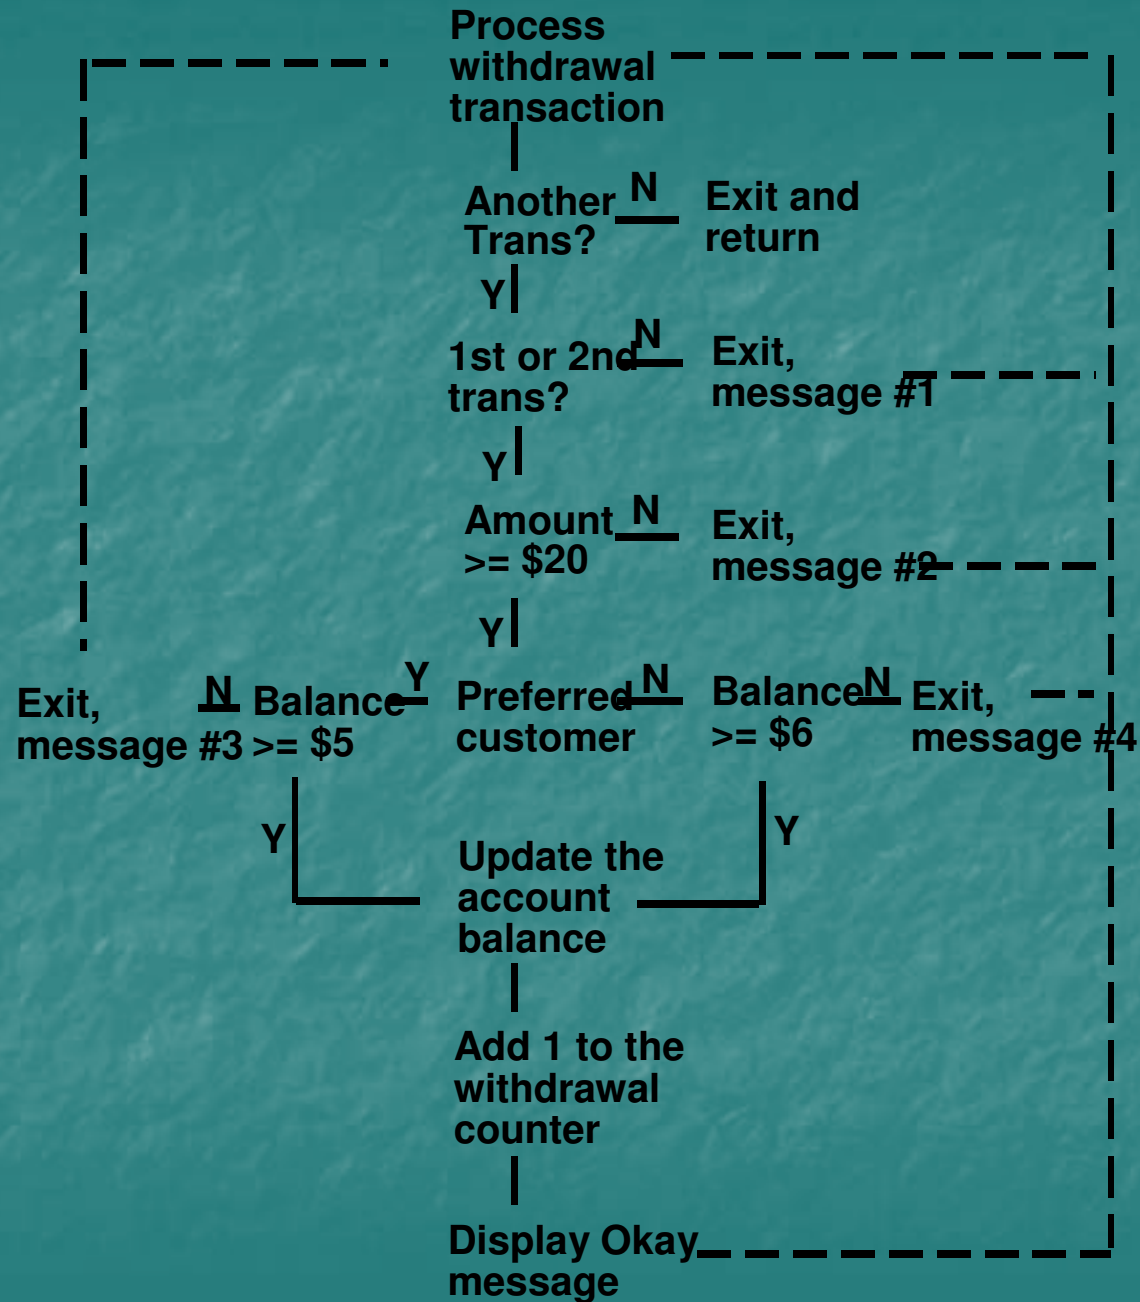 Process
withdrawal
transaction
Another N Exit and
Trans? return
Y
1st or 2nd N Exit,
trans? message #1
Y
Amount N Exit,
>= $20 message #2
Y
Exit, N Balance Y Preferred N Balance N Exit,
message #3 >= $5 customer >= $6 message #4
Y Y
Update the
account
balance
Add 1 to the
withdrawal
counter
Display Okay
message